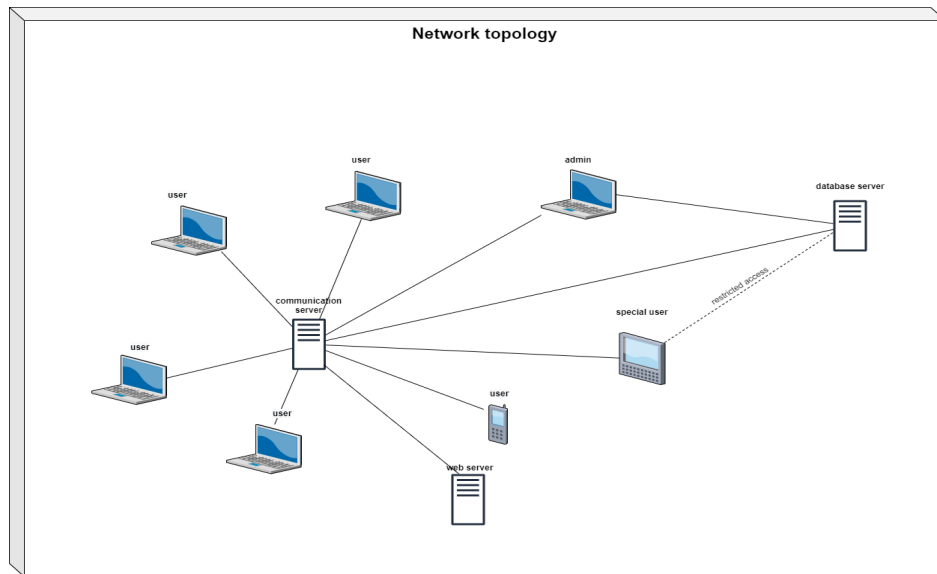 Network topology
user
admin
user
database server
restricted access
communication
server
special user
user
user
user
web server